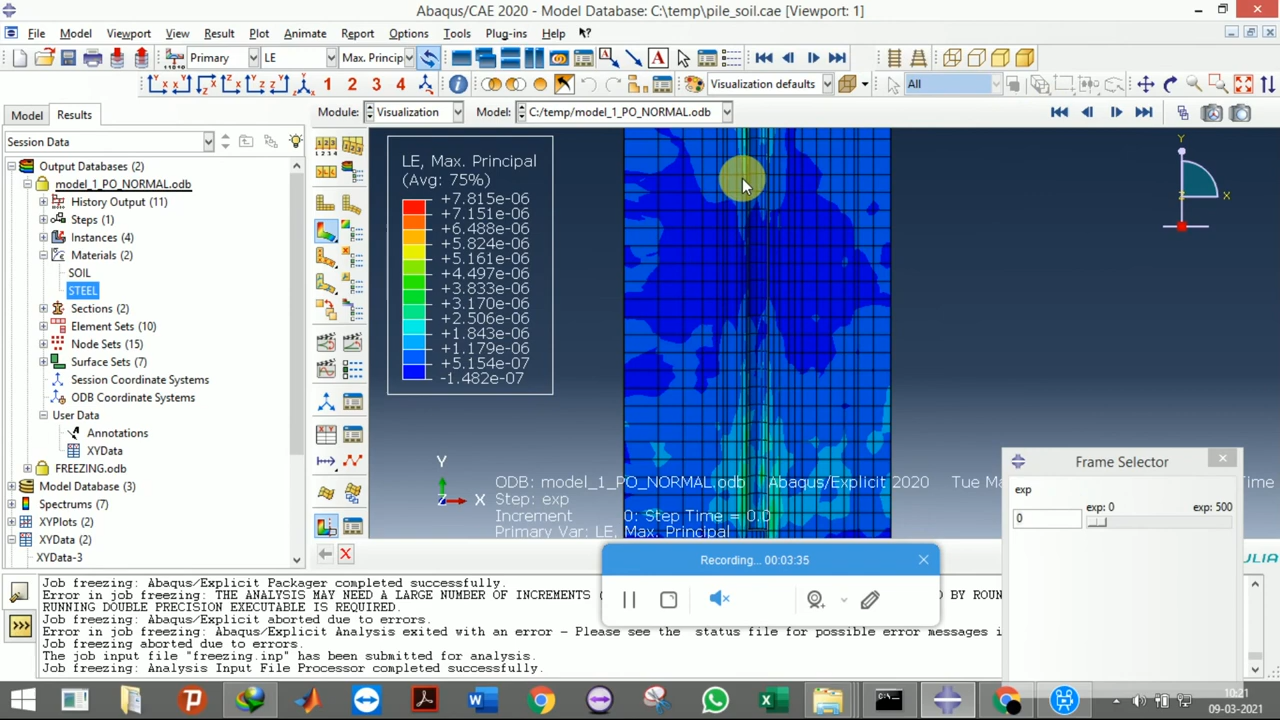 Abaqus/CAE 2020 - Model Database: C:\temp\pile_soil.cae [Viewport: 1]
File Model Viewport View Result Plot Animate Report Options Tools Plug-ins Help
Primary LE Max. Princip
A
1 2 3 4 Visualization defaults All
Model Results Module: Visualization Model: C:/temp/model_1_PO_NORMAL.odb
Session Data
Output Databases (2)
model_1_PO_NORMAL.odb
History Output (11)
Steps (1)
Instances (4)
Materials (2)
SOIL
STEEL
Sections (2)
Element Sets (10)
Node Sets (15)
Surface Sets (7)
Session Coordinate Systems
ODB Coordinate Systems
User Data
Annotations
XYData
FREEZING.odb
Model Database (3)
Spectrums (7)
XYPlots (2)
XYData (2)
XYData-3
LE, Max. Principal
(Avg: 75%)
+7.815e-06
+7.151e-06
+6.488e-06
+5.824e-06
+5.161e-06
+4.497e-06
+3.833e-06
+3.170e-06
+2.506e-06
+1.843e-06
+1.179e-06
+5.154e-07
-1.482e-07
Y
Z X
Y
Z X
ODB: model_1_PO_NORMAL.odb Abaqus/Explicit 2020 Tue Ma Time
Step: exp
Increment 0: Step Time = 0.0
Primary Var: LE, Max. Principal
Frame Selector
exp
exp: 0 exp: 500
0
Recording... 00:03:35
ULIA
Job freezing: Abaqus/Explicit Packager completed successfully.
Error in job freezing: THE ANALYSIS MAY NEED A LARGE NUMBER OF INCREMENTS (
D BY ROUN
RUNNING DOUBLE PRECISION EXECUTABLE IS REQUIRED.
Job freezing: Abaqus/Explicit aborted due to errors.
Error in job freezing: Abaqus/Explicit Analysis exited with an error - Please see the status file for possible error messages i
Job freezing aborted due to errors.
The job input file "freezing.inp" has been submitted for analysis.
Job freezing: Analysis Input File Processor completed successfully.
>>>
10:21
09-03-2021